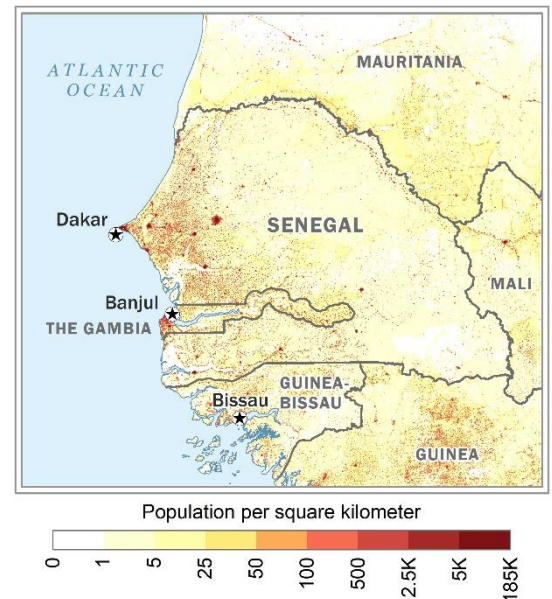 ATLANTIC
OCEAN
MAURITANIA
Dakar
SENEGAL
MALI
Banjul
THE GAMBIA
GUINEA-
BISSAU
Bissau
GUINEA
Population per square kilometer
0
1
5
25
50
100
500
2.5K
5K
185K